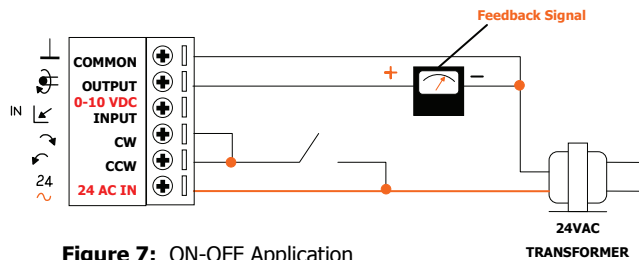 Feedback Signal
COMMON
+ −
OUTPUT
0-10 VDC
IN
INPUT
CW
CCW
24
24 AC IN
24VAC
TRANSFORMER
Figure 7: ON-OFF Application